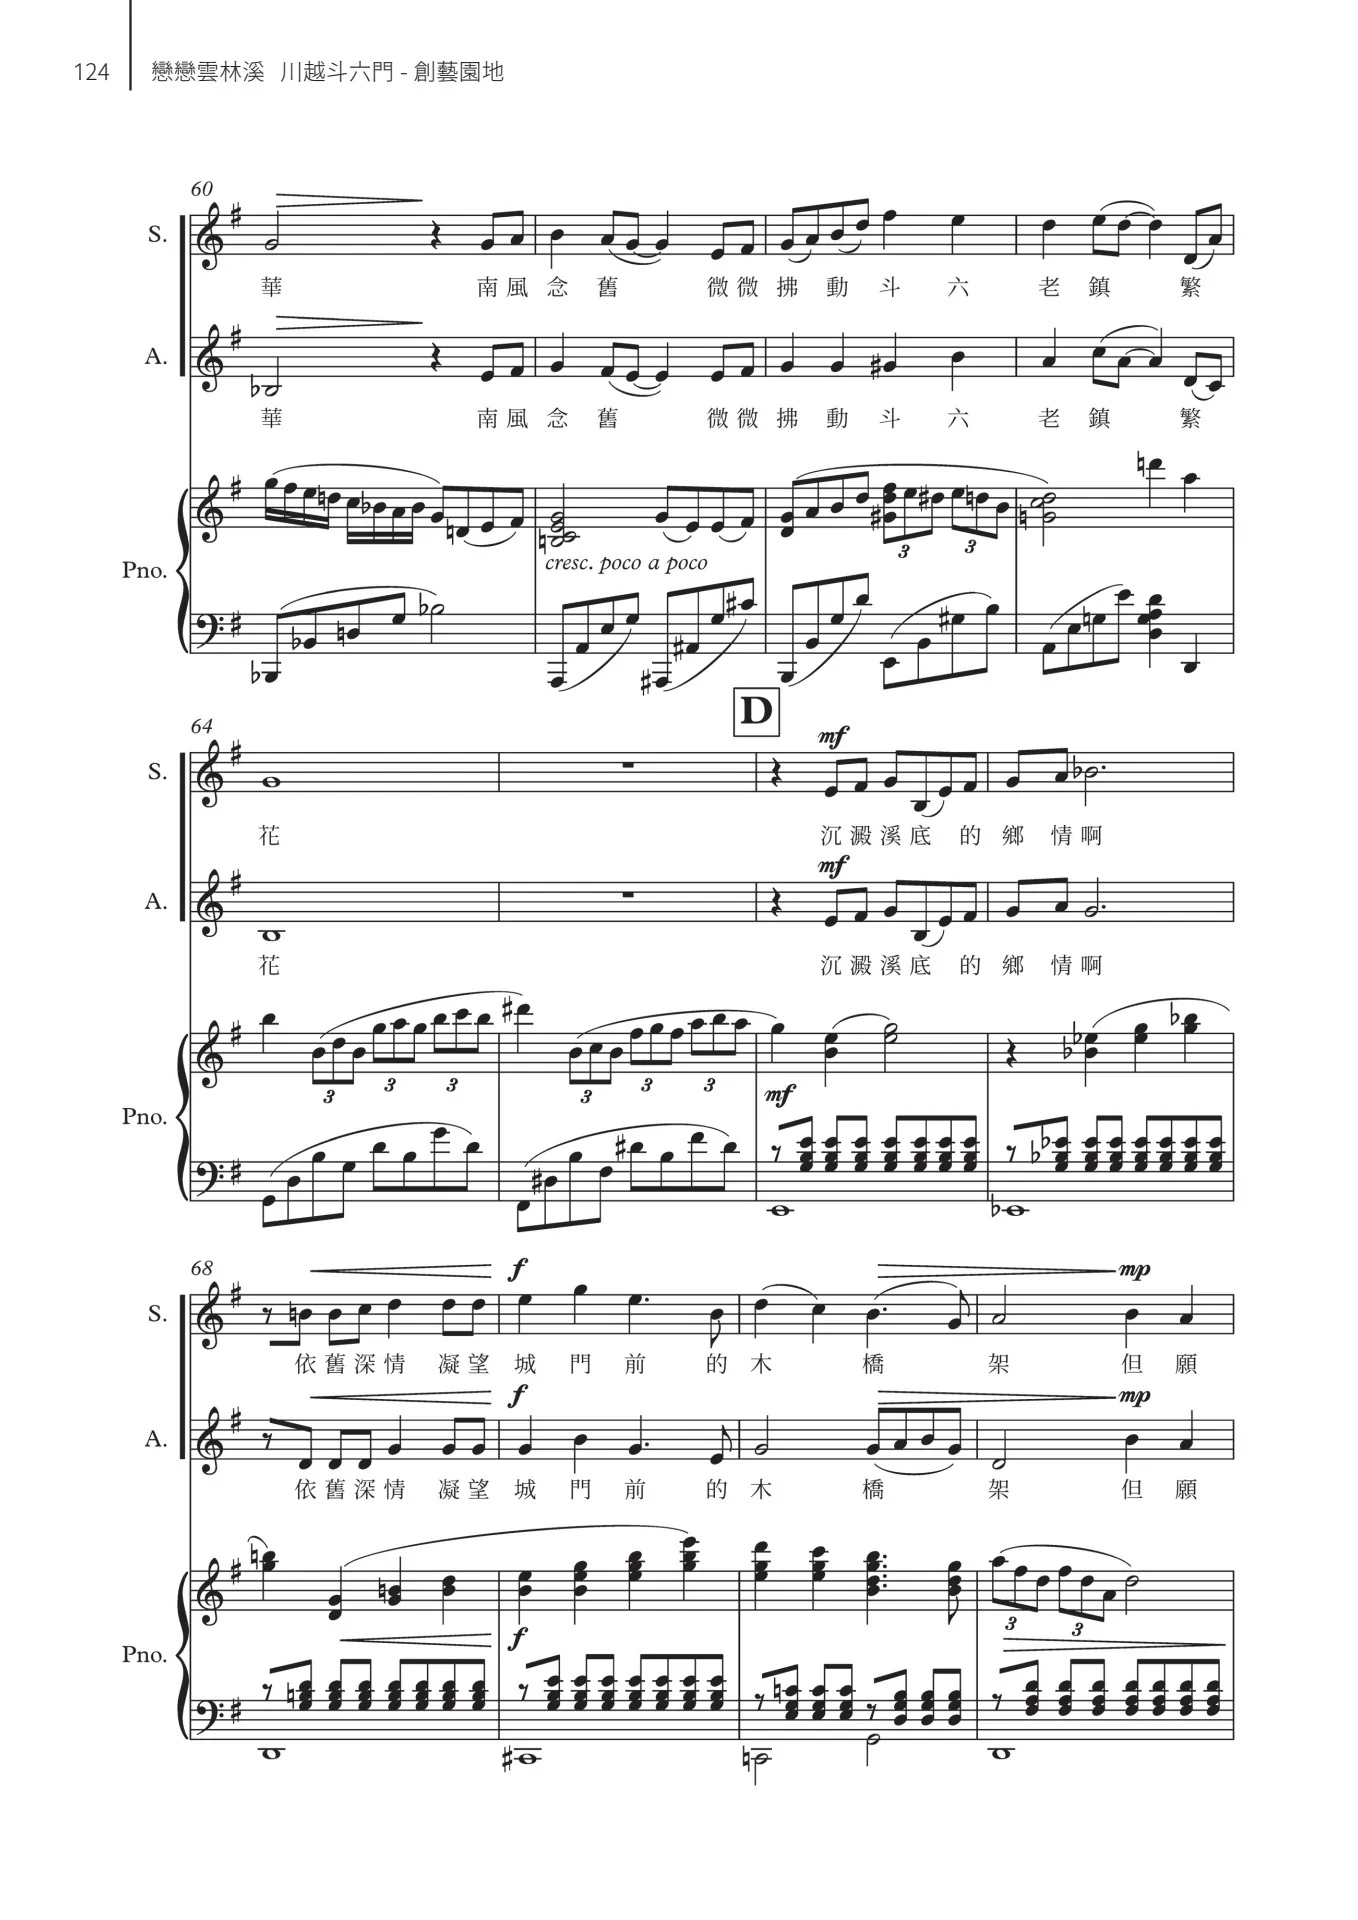 124 戀戀雲林溪 川越斗六門 - 創藝園地
60
S.
華 南風念舊 微微拂動斗六老鎮 繁
A.
華 南風念舊 微微拂動斗六老鎮 繁
3 3
Pno.
cresc. poco a poco
D
64
mf
S.
花 沉澱溪底的鄉情啊
mf
A.
花 沉澱溪底的鄉情啊
3 3 3 3 3 3
mf
Pno.
68
f mp
S.
依舊深情凝望城門前的木橋架但願
f mp
A.
依舊深情凝望城門前的木橋架但願
3 3
f
Pno.